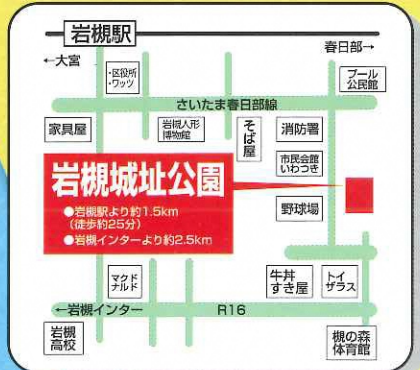 岩槻駅
春日部→
←大宮
・区役所
・ワッツ
プール
公民館
さいたま春日部線
家具屋
岩槻人形
博物館
そば屋
消防署
市民会館
いわつき
岩槻城址公園
●岩槻駅より約1.5km
(徒歩約25分)
●岩槻インターより約2.5km
野球場
マクド
ナルド
牛丼
すき屋
トイ
ザラス
←岩槻インター
R16
岩槻
高校
槻の森
体育館